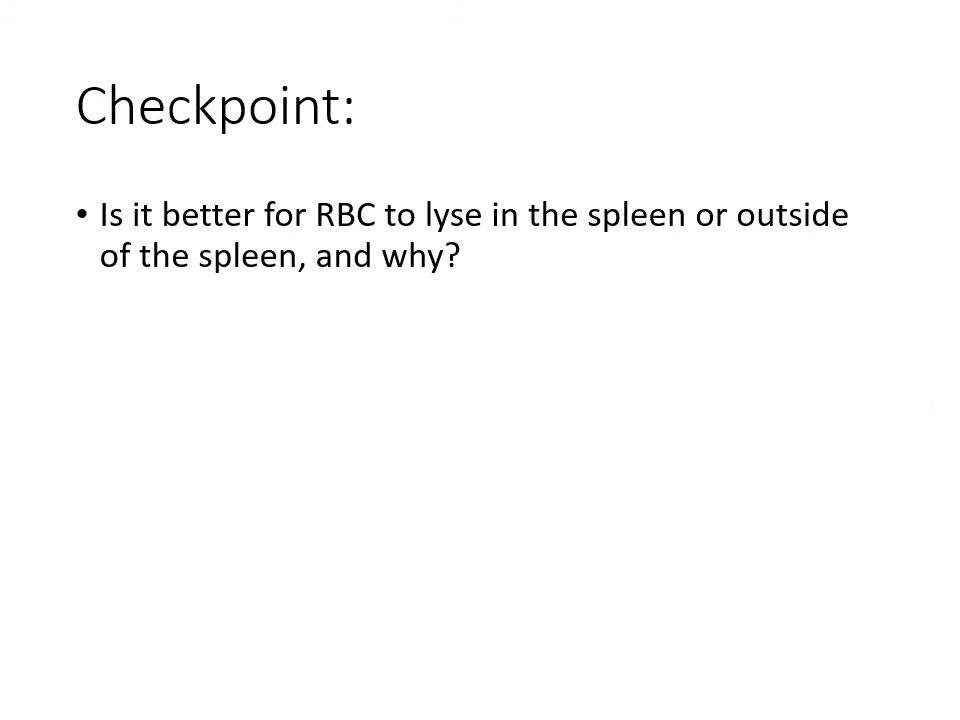 Checkpoint:
• Is it better for RBC to lyse in the spleen or outside
of the spleen, and why?